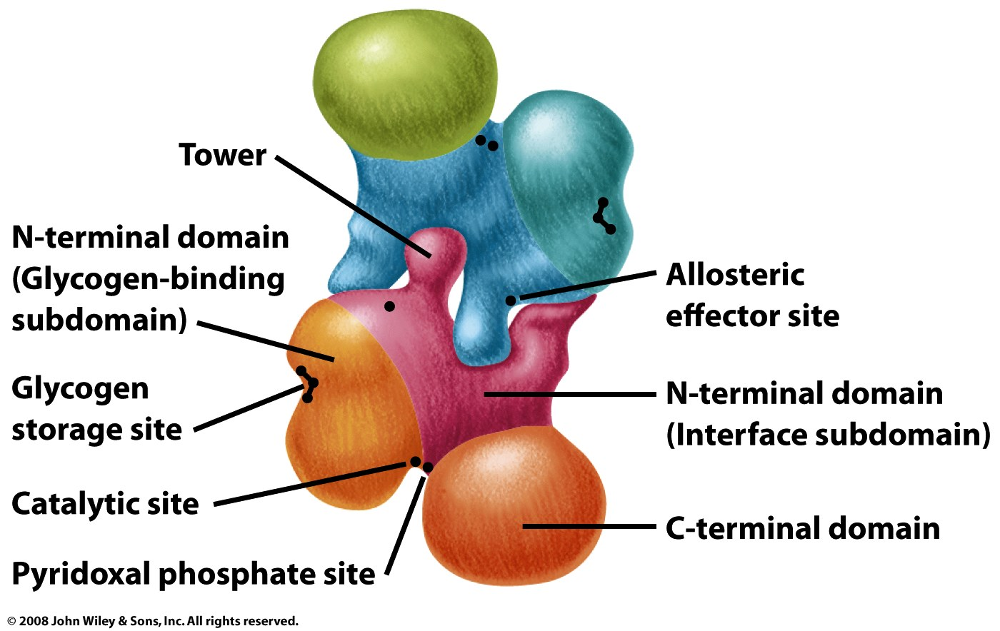 Tower
N-terminal domain
(Glycogen-binding
subdomain)
Glycogen
storage site
Catalytic site
Pyridoxal phosphate site
Allosteric
effector site
N-terminal domain
(Interface subdomain)
C-terminal domain
© 2008 John Wiley & Sons, Inc. All rights reserved.